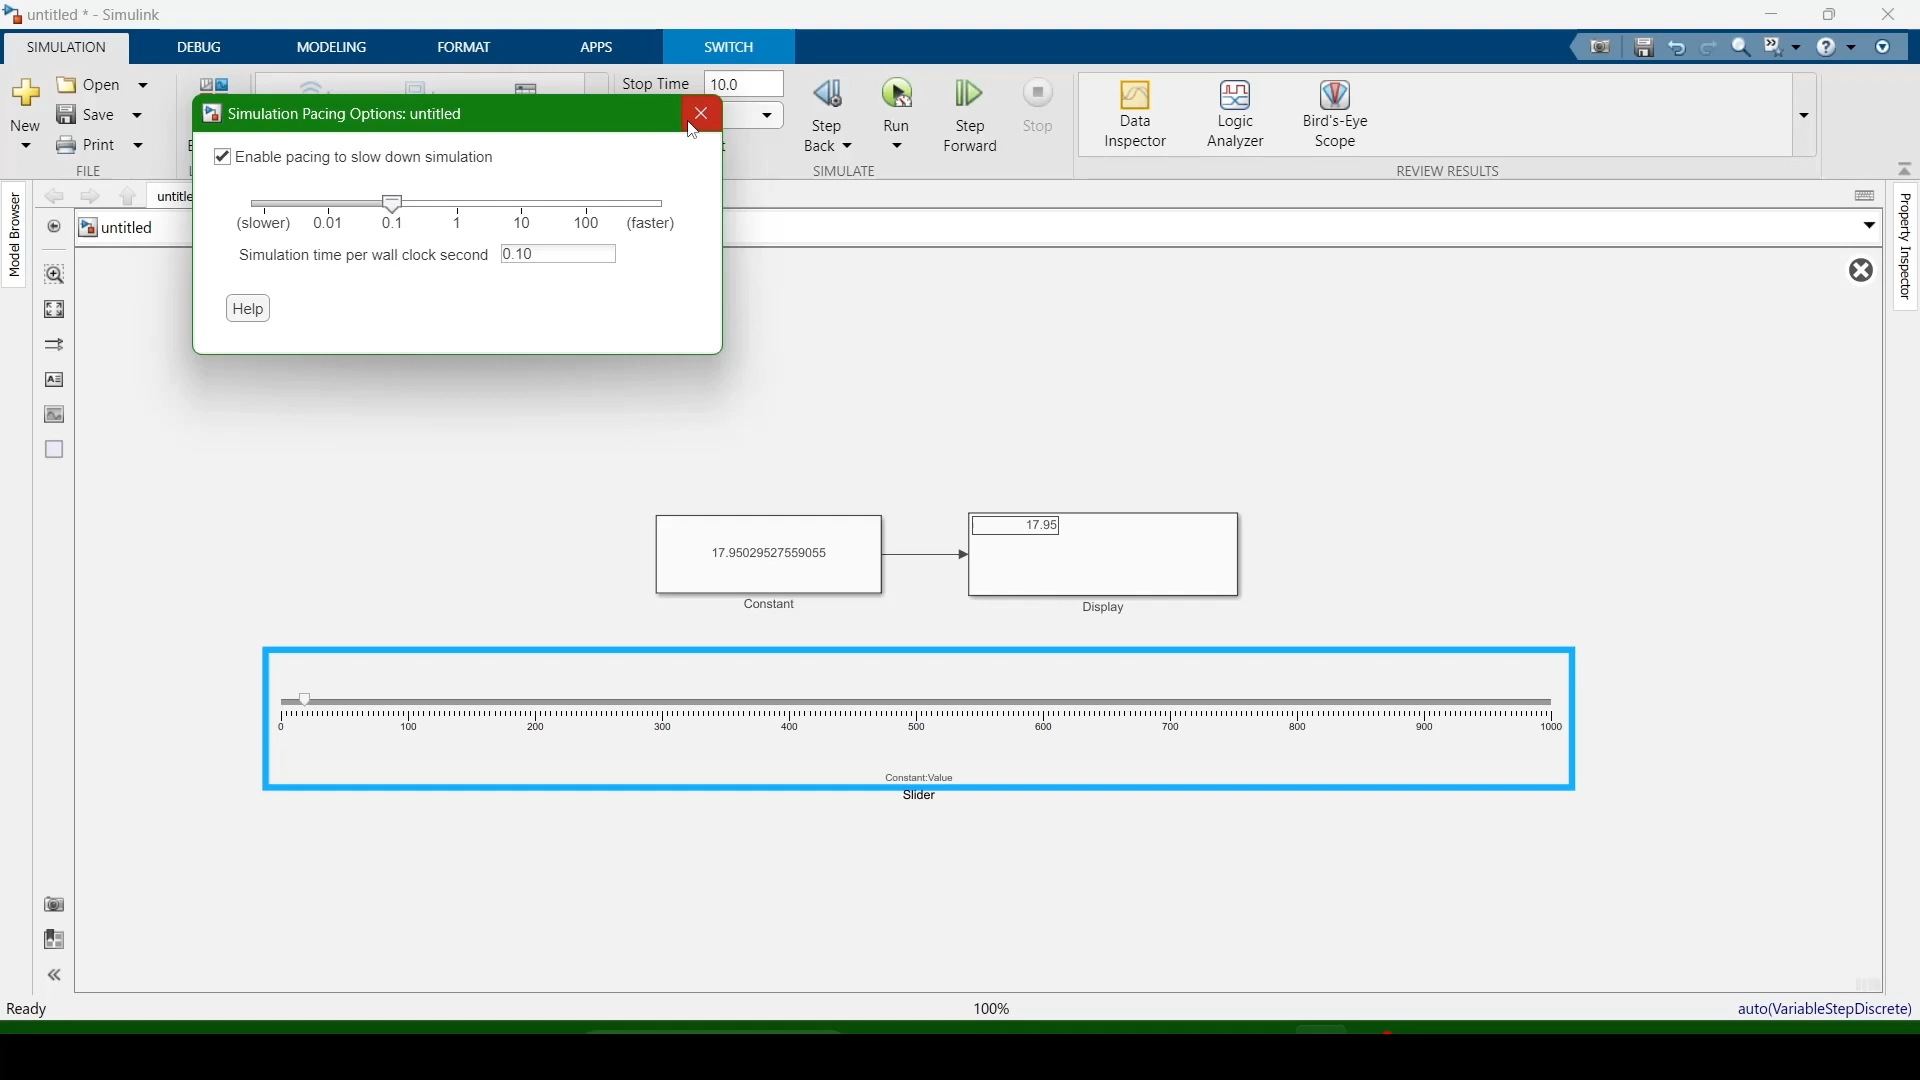 untitled * - Simulink
SIMULATION DEBUG MODELING FORMAT APPS SWITCH
New
Open
Save
Print
FILE
Stop Time 10.0
Step Back
Run
Step Forward
Stop
SIMULATE
Data Inspector
Logic Analyzer
Bird's-Eye Scope
REVIEW RESULTS
Simulation Pacing Options: untitled
Enable pacing to slow down simulation
(slower) 0.01 0.1 1 10 100 (faster)
Simulation time per wall clock second 0.10
Help
Model Browser
Property Inspector
untitle
untitled
17.95029527559055
Constant
17.95
Display
0 100 200 300 400 500 600 700 800 900 1000
Constant:Value
Slider
Ready 100% auto(VariableStepDiscrete)